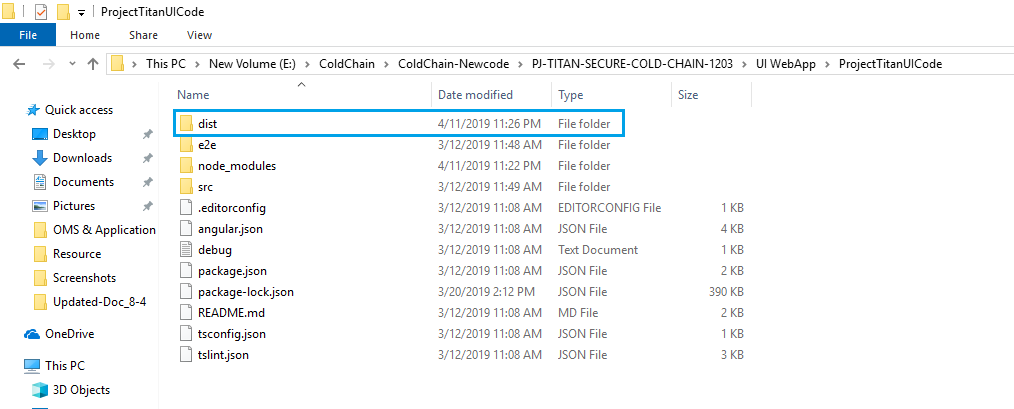 ProjectTitanUICode
File Home Share View
This PC New Volume (E:) ColdChain ColdChain-Newcode PJ-TITAN-SECURE-COLD-CHAIN-1203 UI WebApp ProjectTitanUICode
Name Date modified Type Size
Quick access
Desktop
Downloads
Documents
Pictures
OMS & Application
Resource
Screenshots
Updated-Doc_8-4
OneDrive
This PC
3D Objects
dist 4/11/2019 11:26 PM File folder
e2e 3/12/2019 11:48 AM File folder
node_modules 4/11/2019 11:22 PM File folder
src 3/12/2019 11:49 AM File folder
.editorconfig 3/12/2019 11:08 AM EDITORCONFIG File 1 KB
angular.json 3/12/2019 11:08 AM JSON File 4 KB
debug 3/12/2019 11:08 AM Text Document 1 KB
package.json 3/12/2019 11:08 AM JSON File 2 KB
package-lock.json 3/20/2019 2:12 PM JSON File 390 KB
README.md 3/12/2019 11:08 AM MD File 2 KB
tsconfig.json 3/12/2019 11:08 AM JSON File 1 KB
tslint.json 3/12/2019 11:08 AM JSON File 3 KB